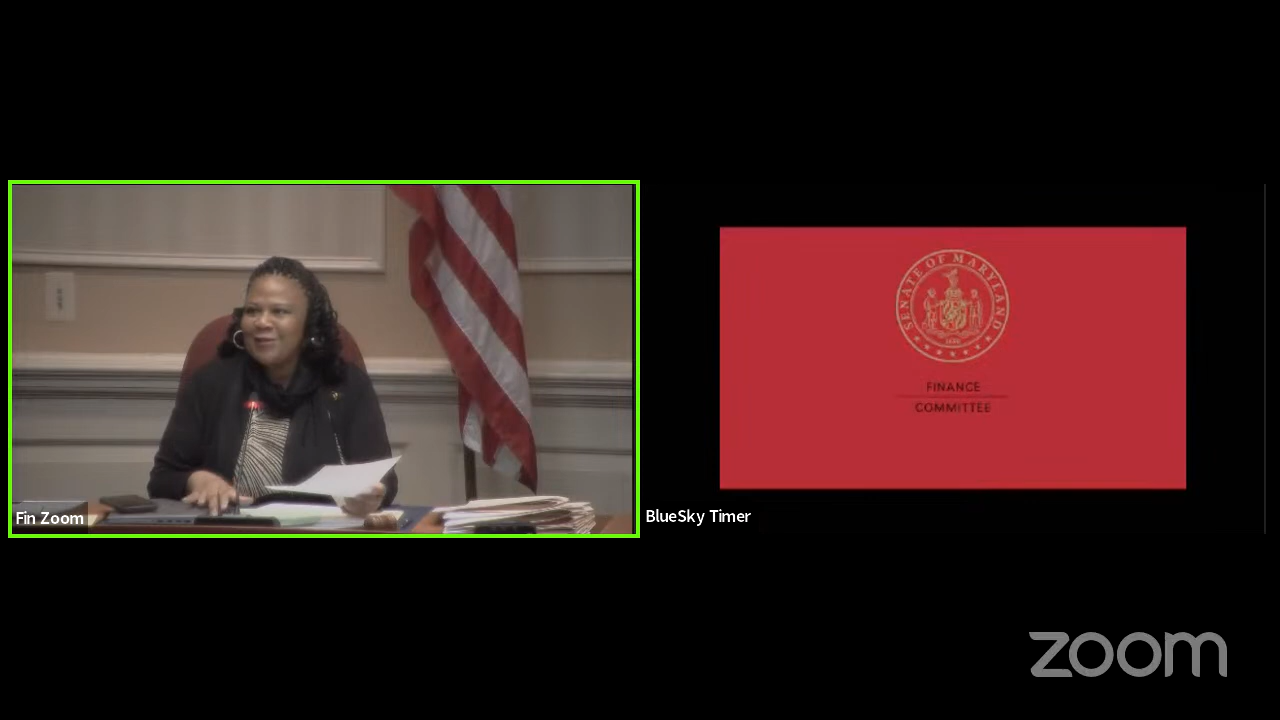 Fin Zoom
SENATE OF MARYLAND
FINANCE
COMMITTEE
BlueSky Timer
zoom